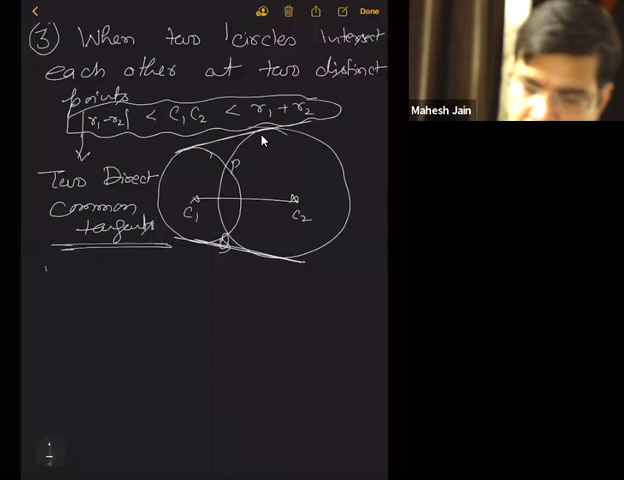 Done
③ When two circles Intersect
each other at two distinct
points
|r₁-r₂| < C₁C₂ < r₁+r₂
Two Direct
common
tangents
P
C₁
C₂
Q
Mahesh Jain